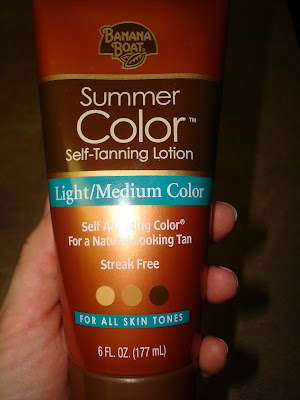 BANANA
BOAT®
Summer
Color™
Self-Tanning Lotion
Light/Medium Color
Self Adjusting Color®
For a Natural Looking Tan
Streak Free
FOR ALL SKIN TONES
6 FL. OZ. (177 mL)